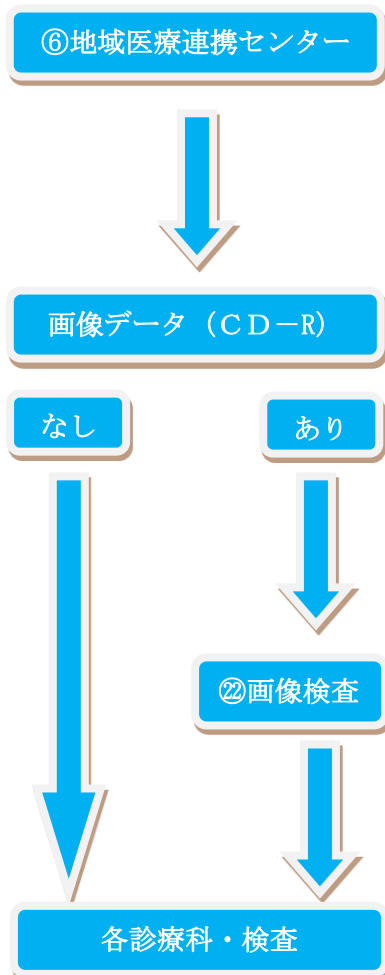 ⑥地域医療連携センター
画像データ（ＣＤ－R）
なし
あり
㉒画像検査
各診療科・検査